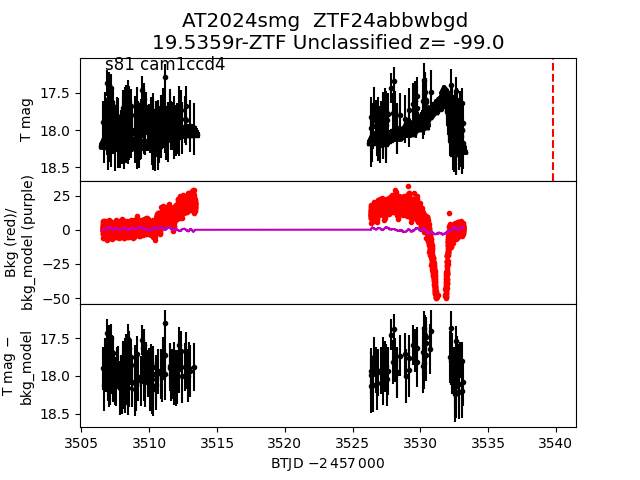 AT2024smg  ZTF24abbwbgd
19.5359r-ZTF Unclassified z= -99.0
s81 cam1ccd4
T mag
17.5
18.0
18.5
Bkg (red)/
bkg_model (purple)
25
0
−25
−50
T mag −
bkg_model
17.5
18.0
18.5
3505
3510
3515
3520
3525
3530
3535
3540
BTJD −2 457 000